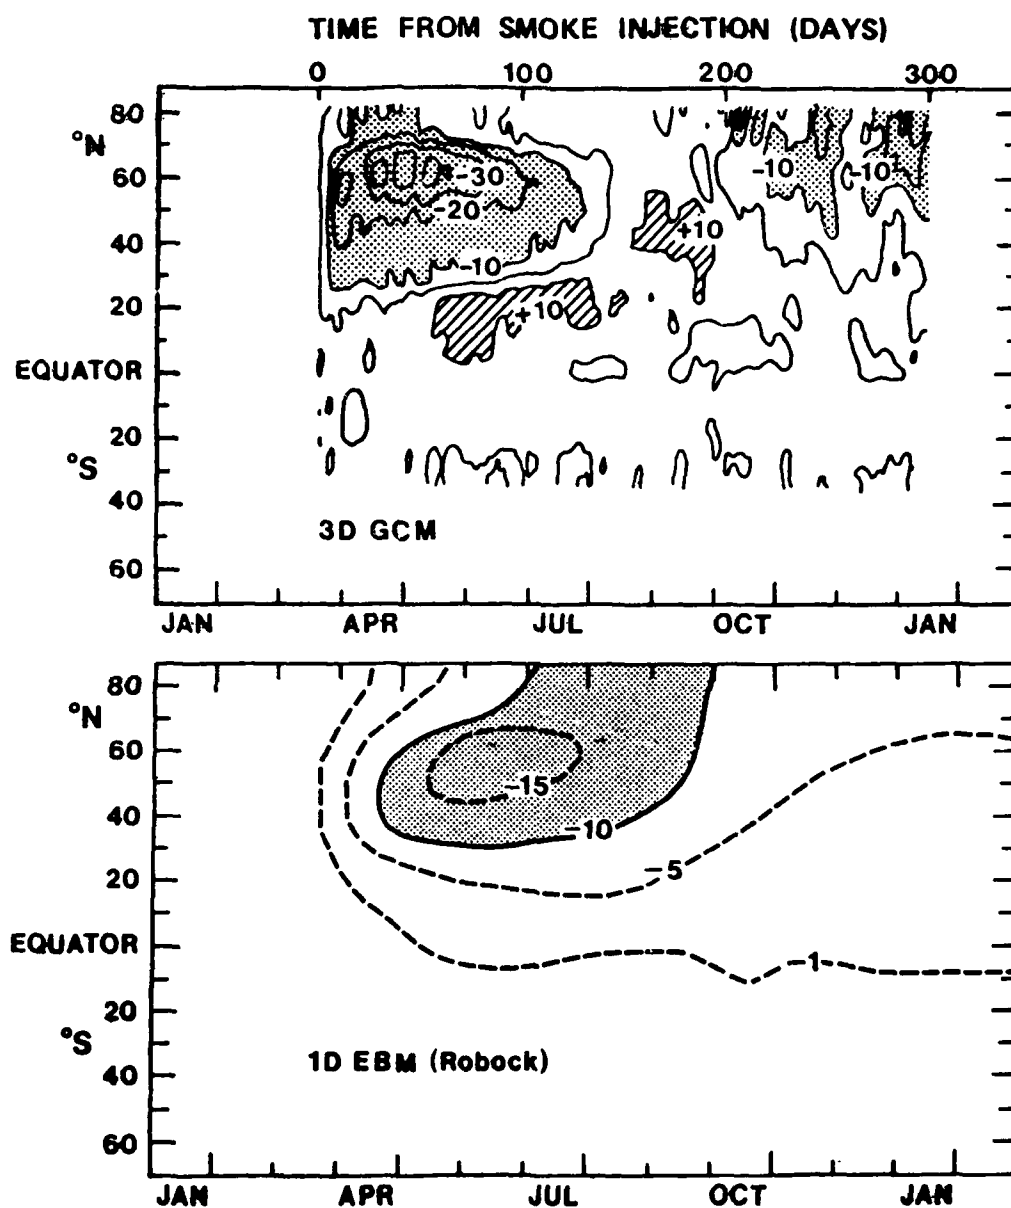 TIME FROM SMOKE INJECTION (DAYS)
0 100 200 300
80
°N
60
40
20
EQUATOR
20
°S
40
60
-30
-20
-10
+10
+10
-10
-10
3D GCM
JAN APR JUL OCT JAN
80
°N
60
40
20
EQUATOR
20
°S
40
60
-15
-10
-5
-1
1D EBM (Robock)
JAN APR JUL OCT JAN